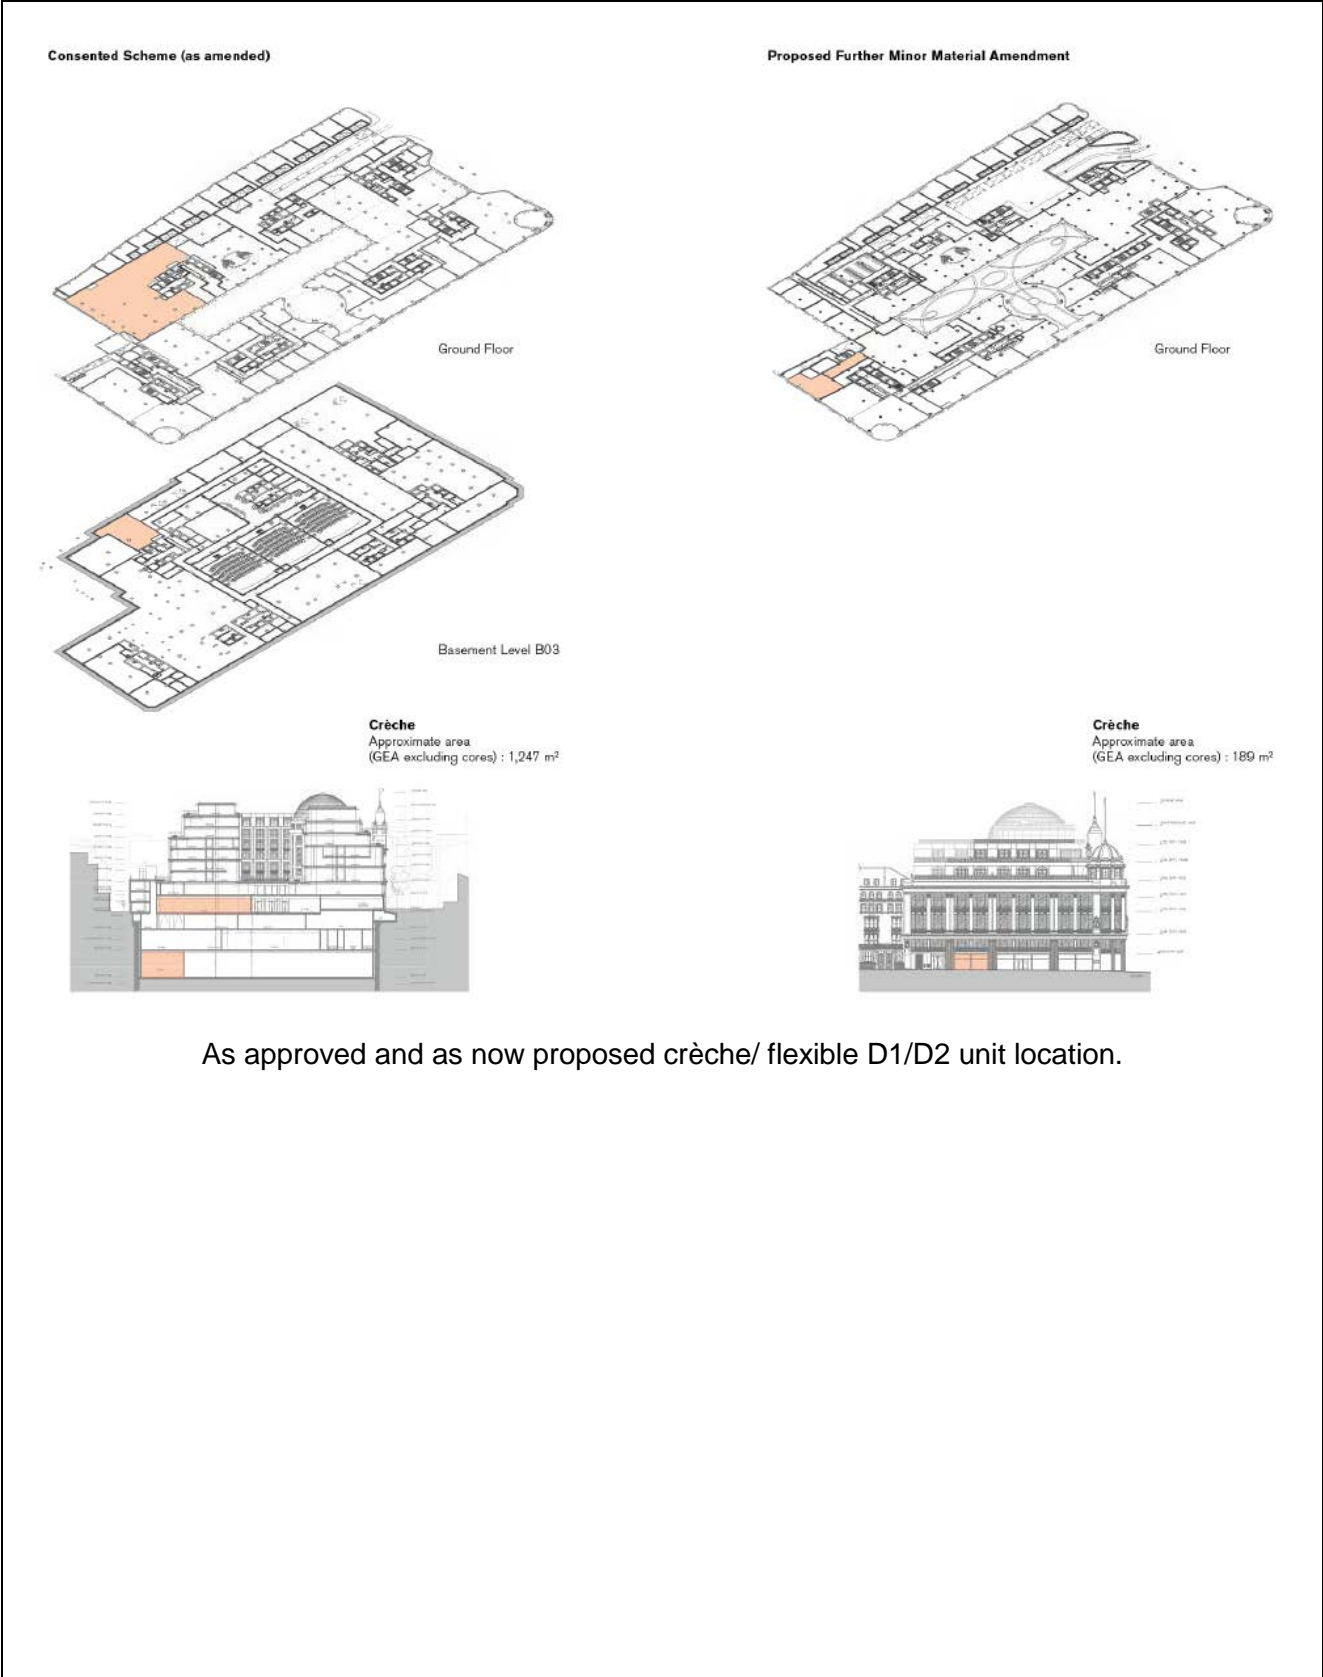 Consented Scheme (as amended)
Proposed Further Minor Material Amendment
Ground Floor
Ground Floor
Basement Level B03
Crèche
Approximate area
(GEA excluding cores) : 1,247 m²
Crèche
Approximate area
(GEA excluding cores) : 189 m²
As approved and as now proposed crèche/ flexible D1/D2 unit location.